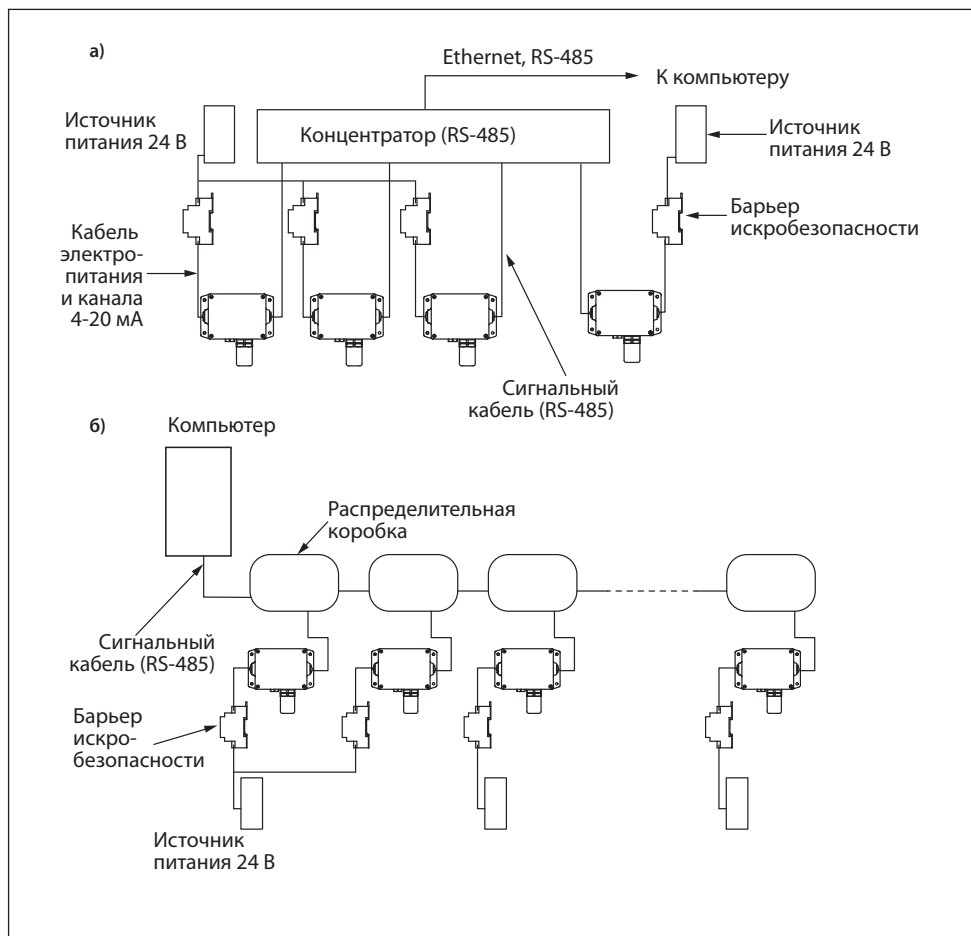 а)
Ethernet, RS-485
К компьютеру
Источник
питания 24 В
Концентратор (RS-485)
Источник
питания 24 В
Барьер
искробезопасности
Кабель
электро-
питания
и канала
4-20 мА
Сигнальный
кабель (RS-485)
б)
Компьютер
Распределительная
коробка
Сигнальный
кабель (RS-485)
Барьер
искро-
безопасности
Источник
питания 24 В